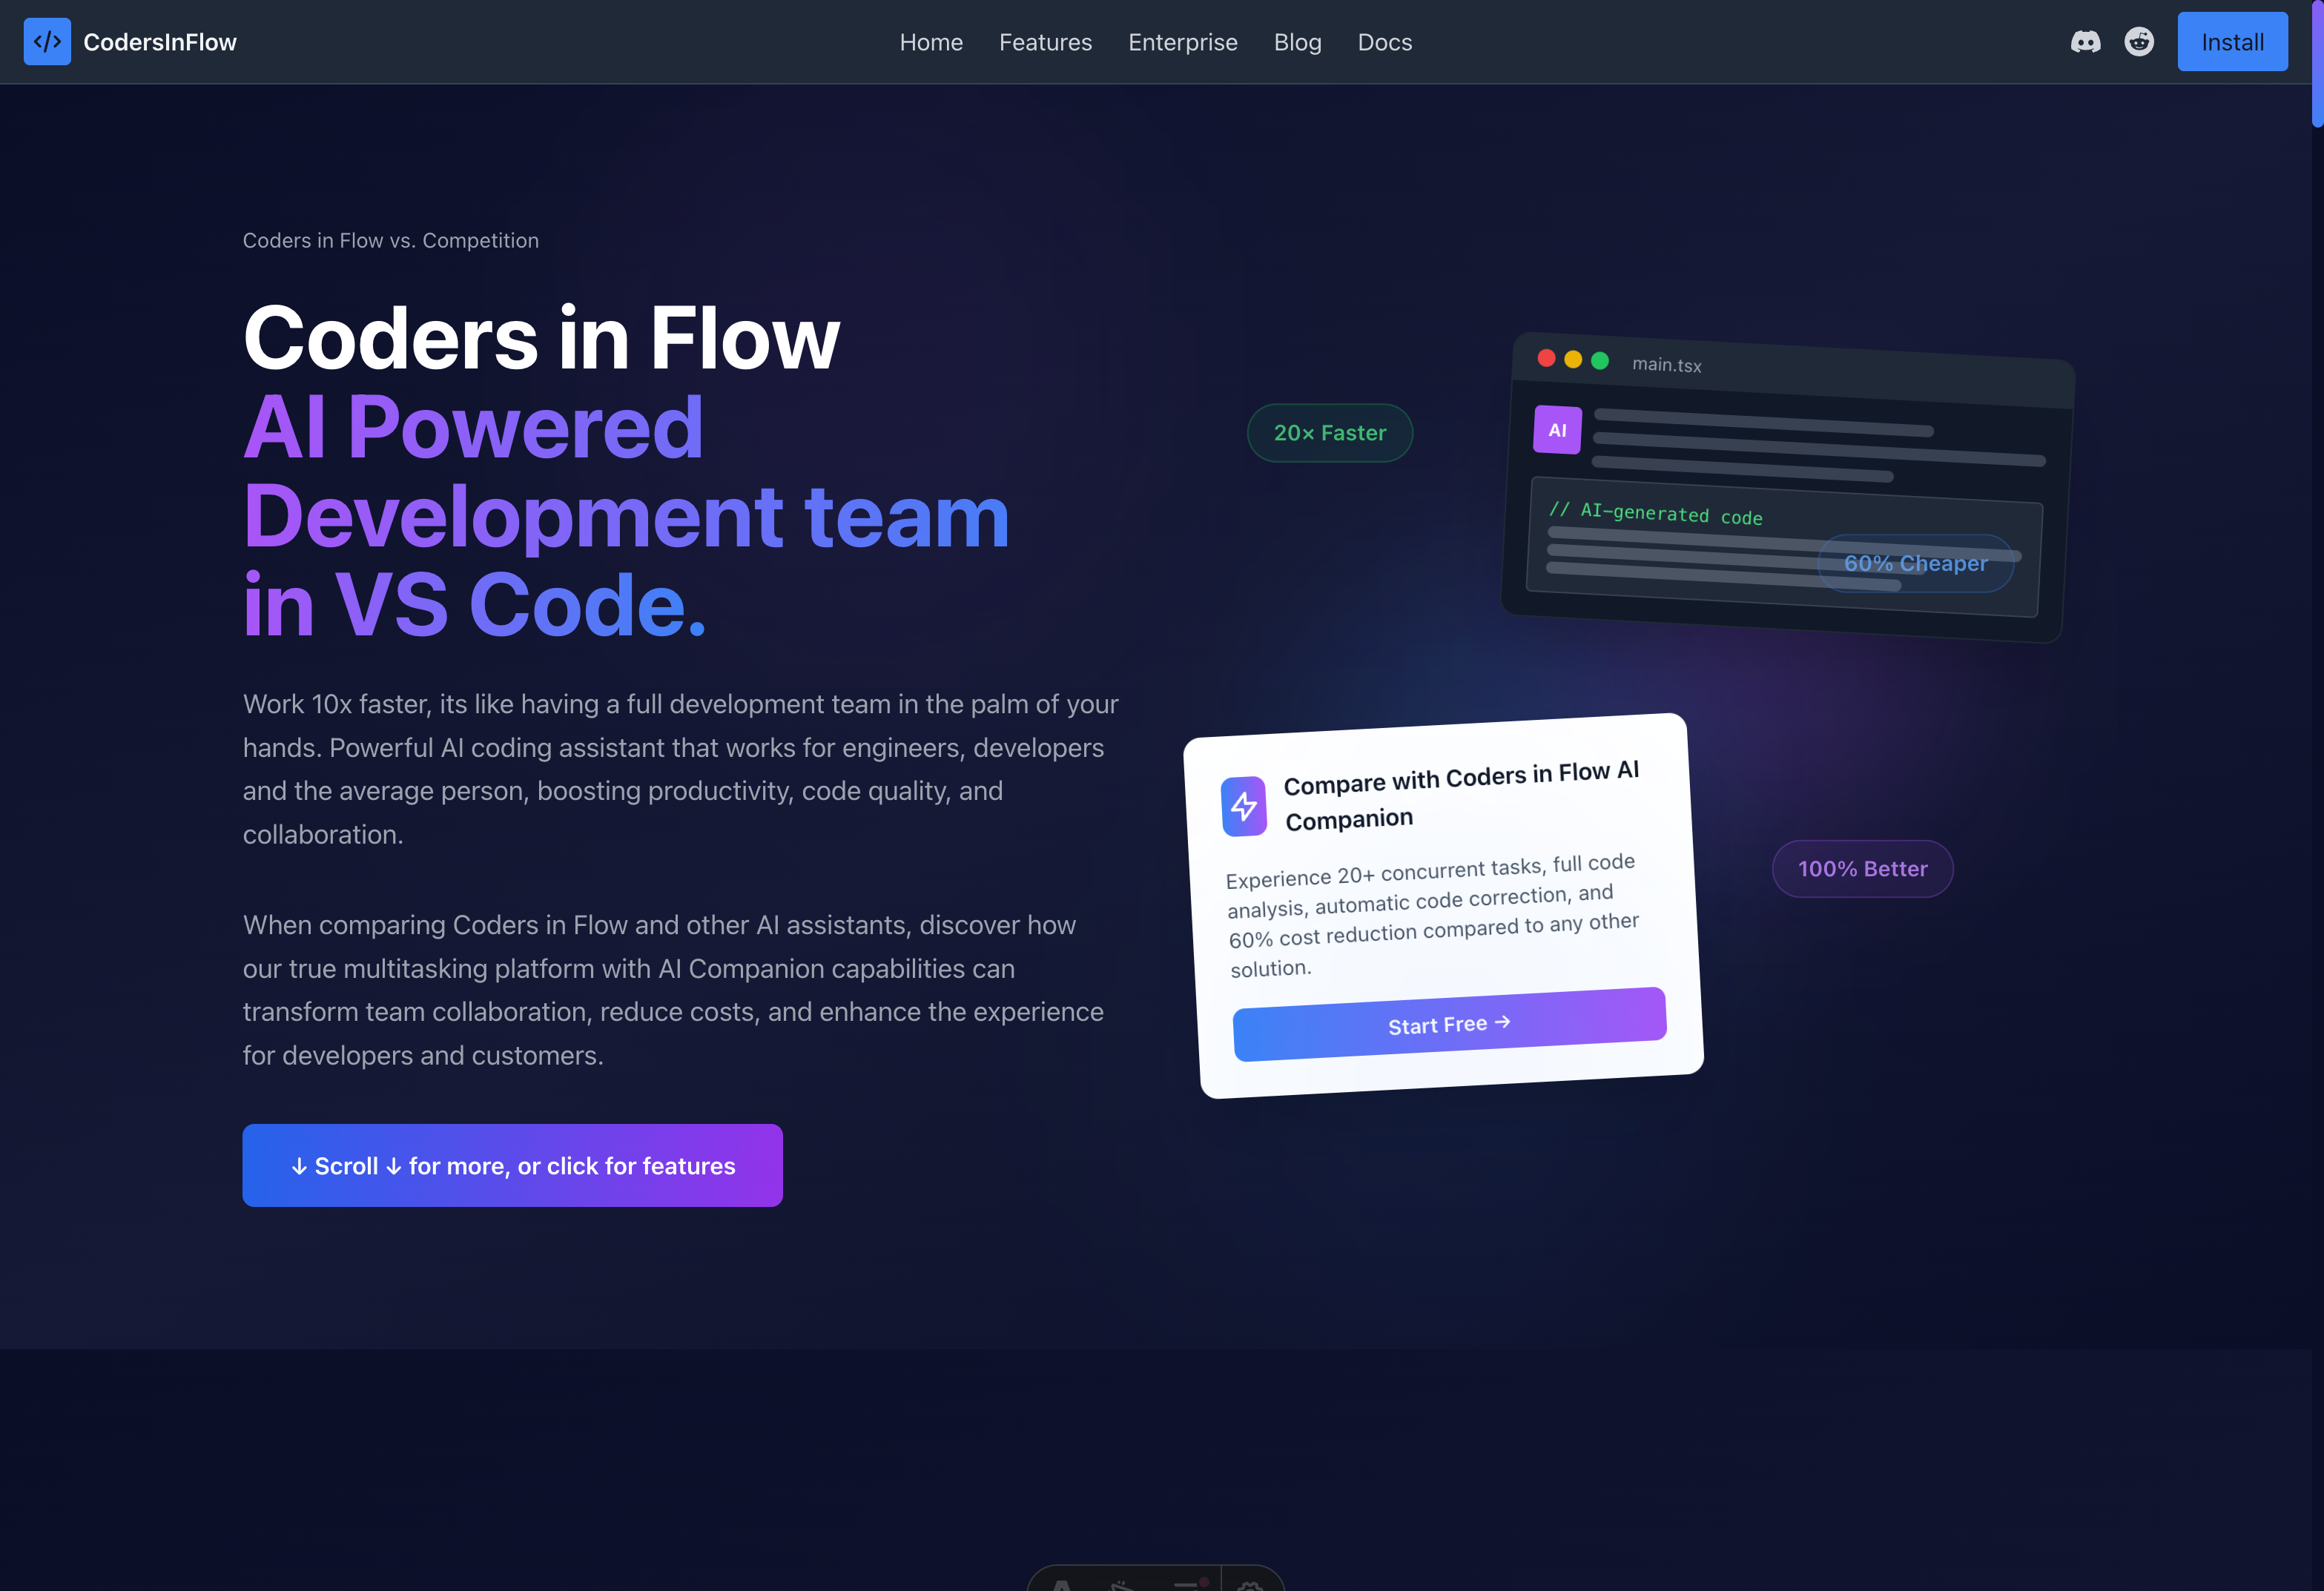 CodersInFlow
Home
Features
Enterprise
Blog
Docs
Install
Coders in Flow vs. Competition
Coders in Flow
AI Powered
Development team
in VS Code.
Work 10x faster, its like having a full development team in the palm of your
hands. Powerful AI coding assistant that works for engineers, developers
and the average person, boosting productivity, code quality, and
collaboration.
When comparing Coders in Flow and other AI assistants, discover how
our true multitasking platform with AI Companion capabilities can
transform team collaboration, reduce costs, and enhance the experience
for developers and customers.
↓ Scroll ↓ for more, or click for features
20× Faster
main.tsx
AI
// AI-generated code
60% Cheaper
Compare with Coders in Flow AI
Companion
Experience 20+ concurrent tasks, full code
analysis, automatic code correction, and
60% cost reduction compared to any other
solution.
Start Free →
100% Better